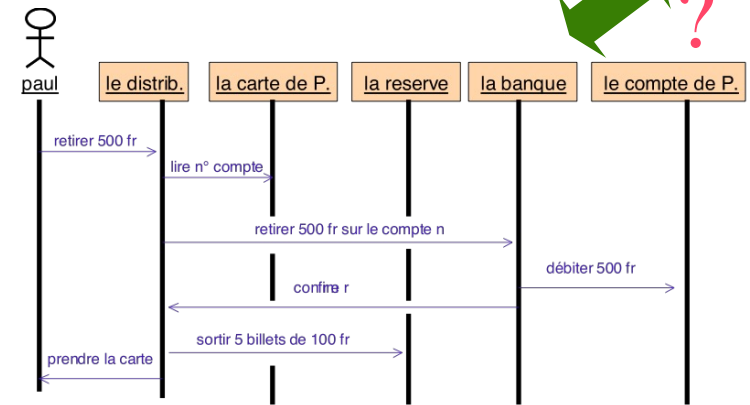 ?
paul
le distrib.
la carte de P.
la reserve
la banque
le compte de P.
retirer 500 fr
lire n° compte
retirer 500 fr sur le compte n
débiter 500 fr
confirme r
sortir 5 billets de 100 fr
prendre la carte